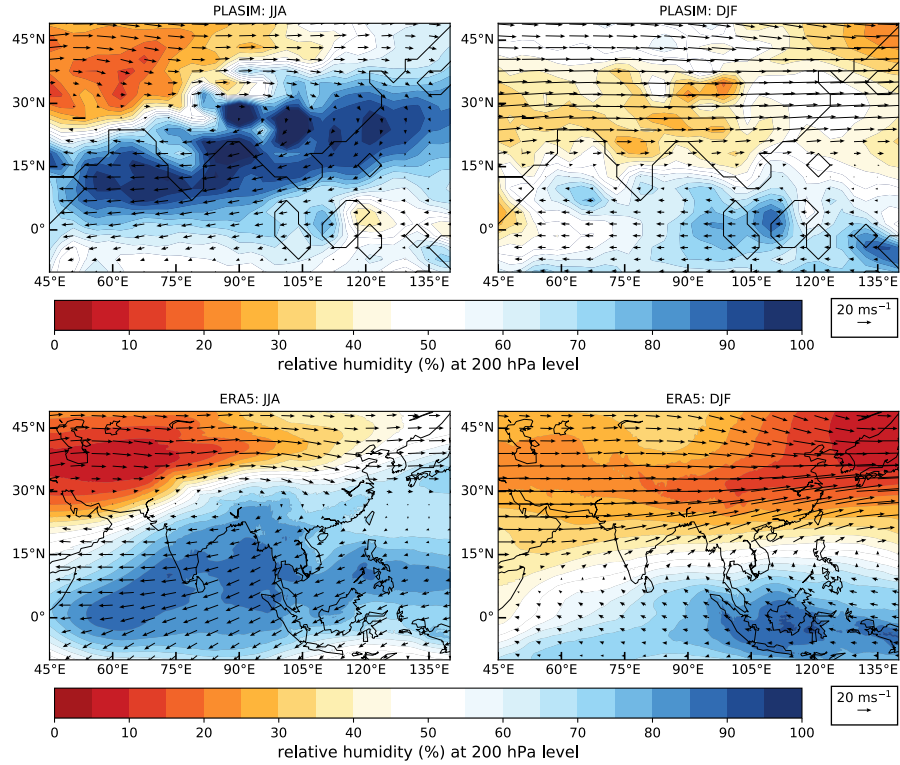 PLASIM: JJA
PLASIM: DJF
45°N
30°N
15°N
0°
45°E 60°E 75°E 90°E 105°E 120°E 135°E
45°N
30°N
15°N
0°
45°E 60°E 75°E 90°E 105°E 120°E 135°E
0 10 20 30 40 50 60 70 80 90 100
relative humidity (%) at 200 hPa level
20 ms⁻¹
ERA5: JJA
ERA5: DJF
45°N
30°N
15°N
0°
45°E 60°E 75°E 90°E 105°E 120°E 135°E
45°N
30°N
15°N
0°
45°E 60°E 75°E 90°E 105°E 120°E 135°E
0 10 20 30 40 50 60 70 80 90 100
relative humidity (%) at 200 hPa level
20 ms⁻¹